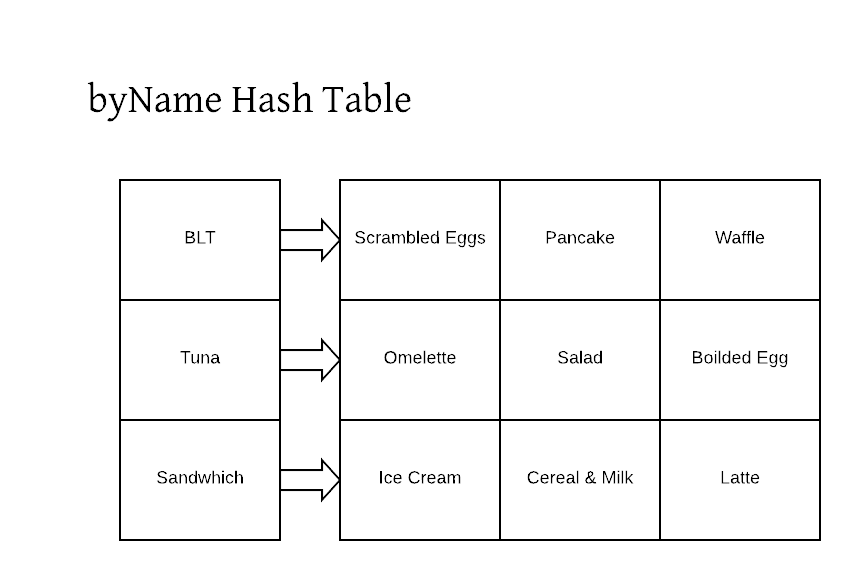 byName Hash Table
BLT
Scrambled Eggs
Pancake
Waffle
Tuna
Omelette
Salad
Boilded Egg
Sandwhich
Ice Cream
Cereal & Milk
Latte